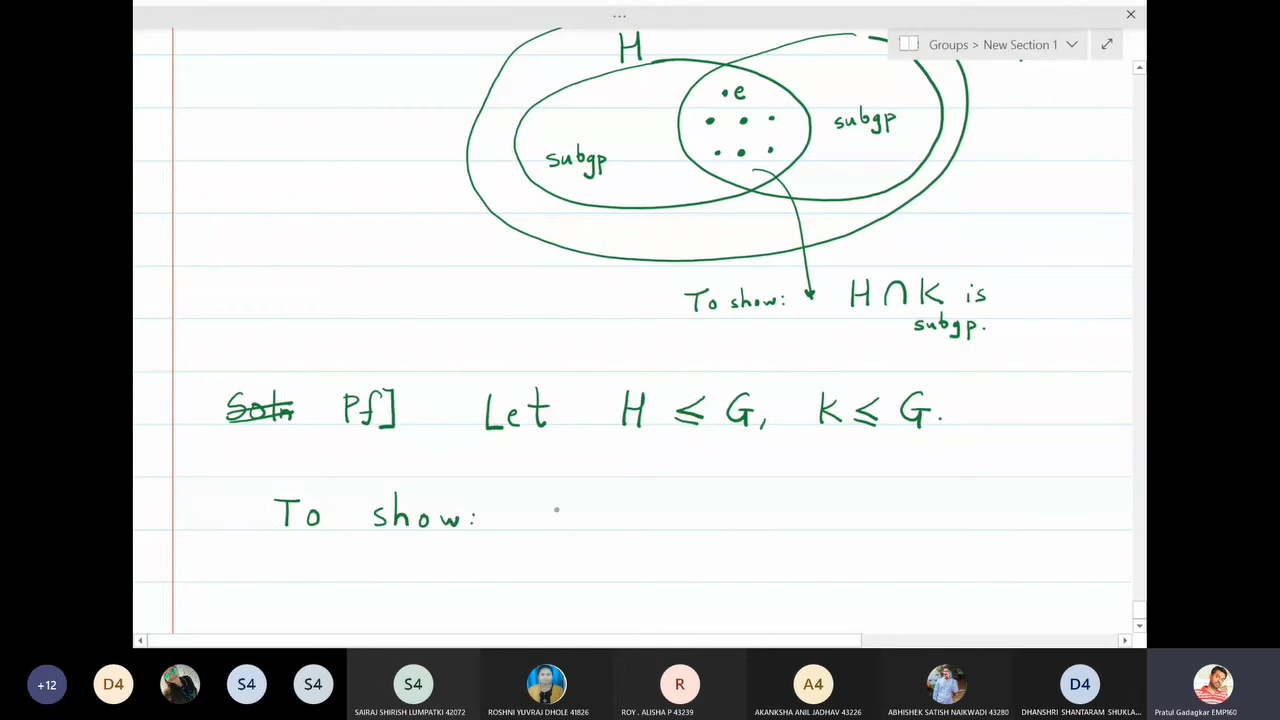 Groups > New Section 1
H
e
subgp
subgp
To show: H ∩ K is
subgp.
Soln Pf] Let H ≤ G, K ≤ G.
To show:
+12
D4
S4
S4
S4
R
A4
D4
SAIRAJ SHIRISH LUMPATKI 42072
ROSHNI YUVRAJ DHOLE 41826
ROY . ALISHA P 43239
AKANKSHA ANIL JADHAV 43226
ABHISHEK SATISH NAIKWADI 43280
DHANSHRI SHANTARAM SHUKLA...
Pratul Gadagkar EMP160